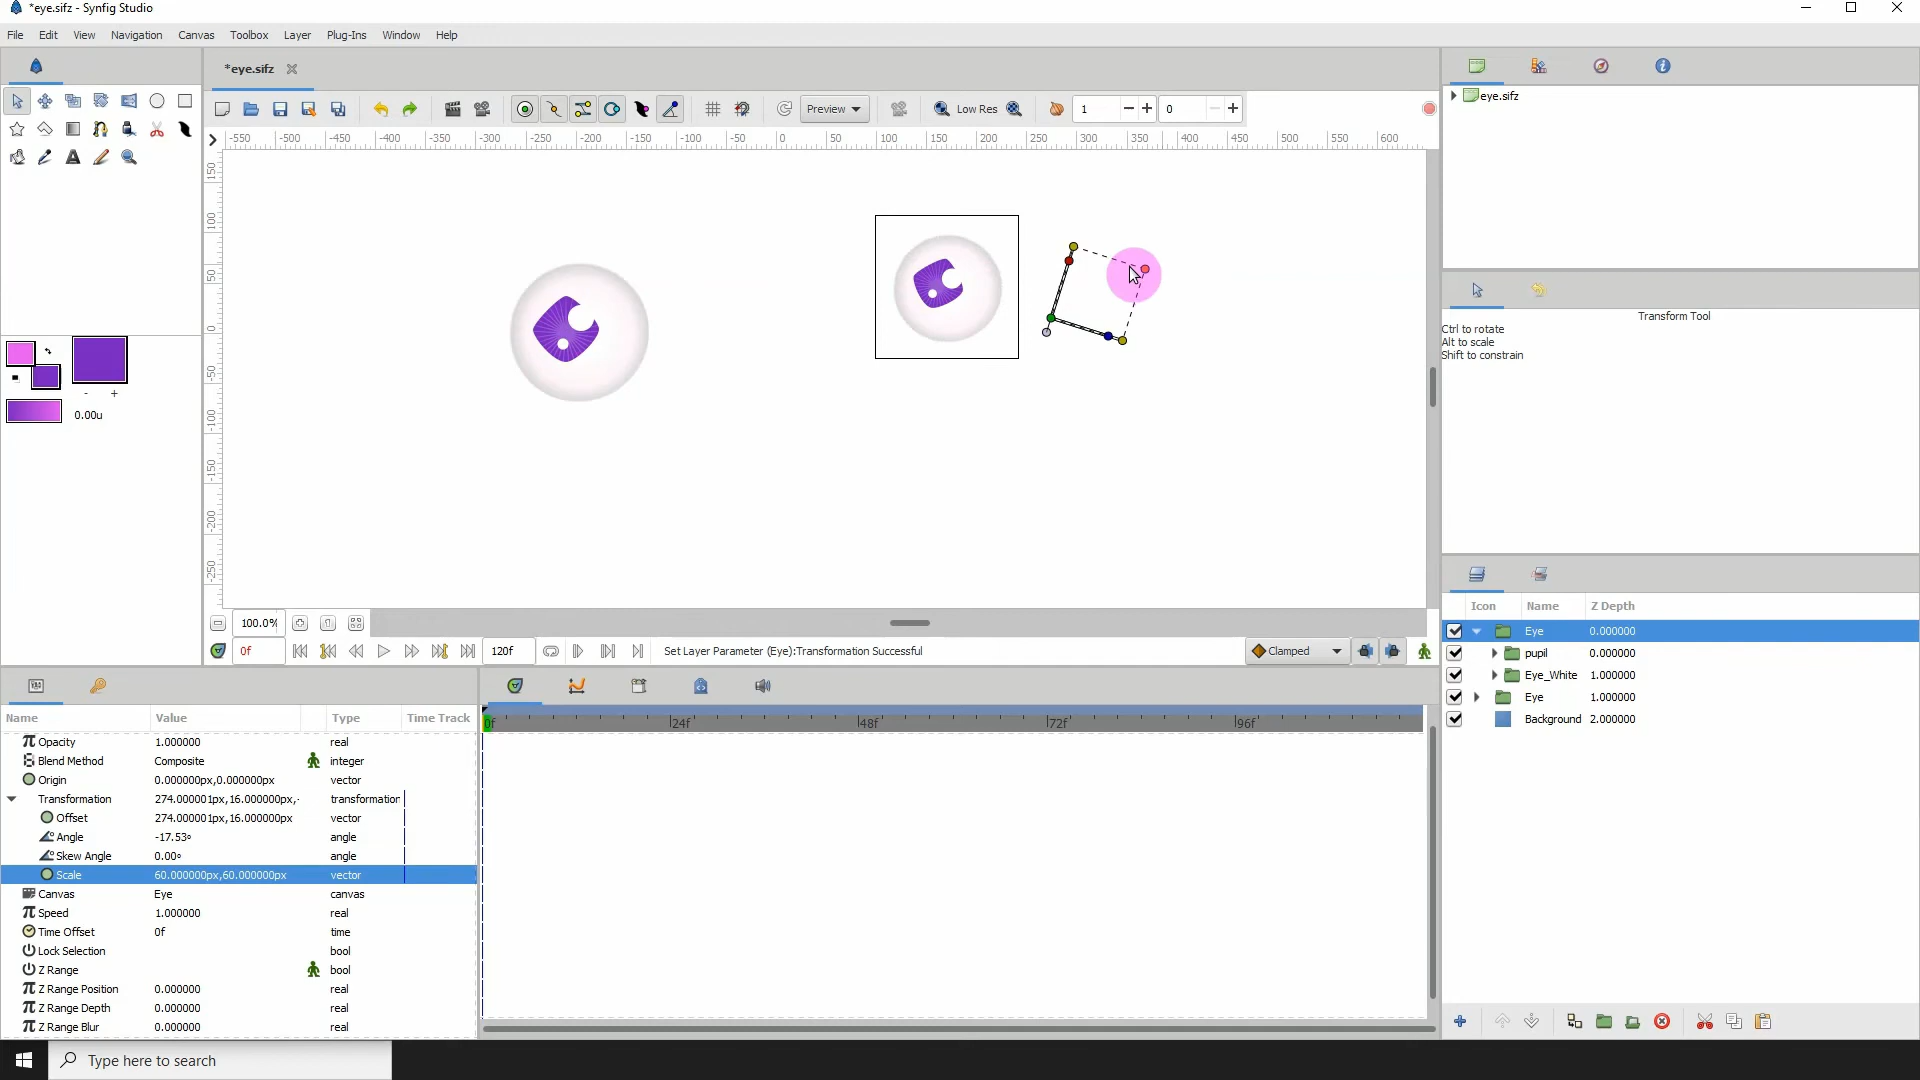 *eye.sifz - Synfig Studio
File Edit View Navigation Canvas Toolbox Layer Plug-Ins Window Help
*eye.sifz
Preview Low Res 1 0
-550 -500 -450 -400 -350 -300 -250 -200 -150 -100 -50 0 50 100 150 200 250 300 350 400 450 500 550 600
150
100
50
0
-50
-100
-150
-200
-250
eye.sifz
Transform Tool
Ctrl to rotate
Alt to scale
Shift to constrain
- +
0.00u
100.0%
0f 120f Set Layer Parameter (Eye):Transformation Successful Clamped
Icon Name Z Depth
Eye 0.000000
pupil 0.000000
Eye_White 1.000000
Eye 1.000000
Background 2.000000
Name Value Type Time Track
0f 24f 48f 72f 96f
Opacity 1.000000 real
Blend Method Composite integer
Origin 0.000000px,0.000000px vector
Transformation 274.000001px,16.000000px,- transformation
Offset 274.000001px,16.000000px vector
Angle -17.53° angle
Skew Angle 0.00° angle
Scale 60.000000px,60.000000px vector
Canvas Eye canvas
Speed 1.000000 real
Time Offset 0f time
Lock Selection bool
Z Range bool
Z Range Position 0.000000 real
Z Range Depth 0.000000 real
Z Range Blur 0.000000 real
Type here to search